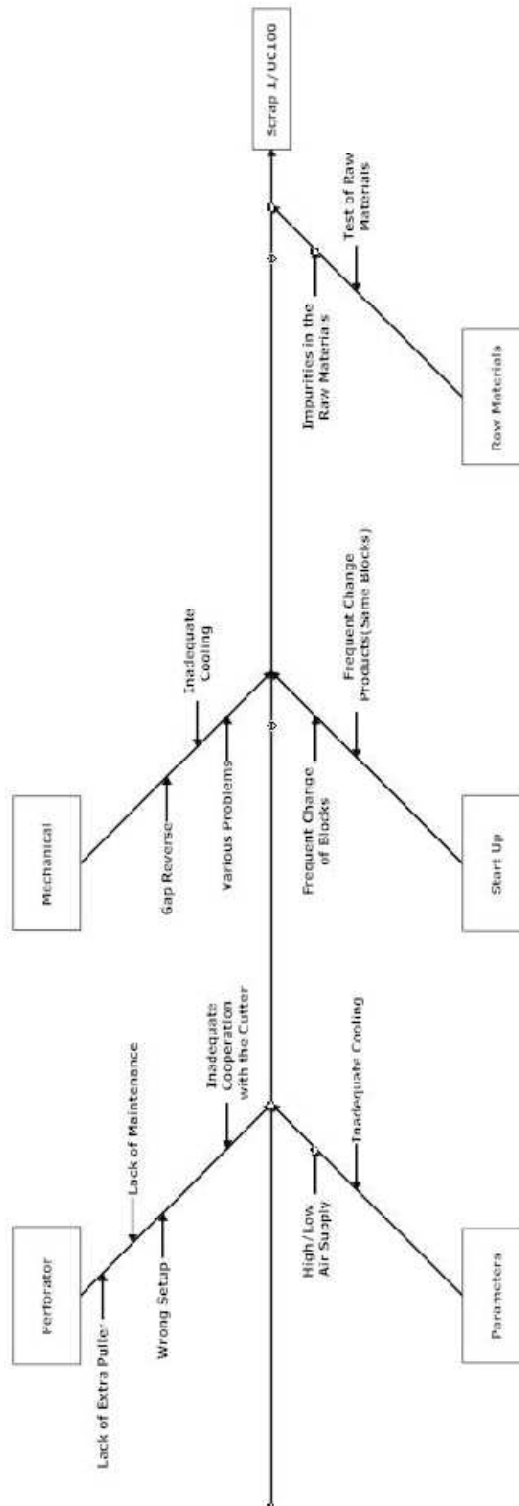 Perforator
Mechanical
Lack of Extra Puller
Lack of Maintenance
Wrong Setup
Inadequate
Cooperation
with the Cutter
Gap Reverse
Inadequate
Cooling
Various Problems
Scrap 1/UC100
High/Low
Air Supply
Inadequate Cooling
Frequent Change
of Blocks
Frequent Change
Products(Same Blocks)
Impurities in the
Raw Materials
Test of Raw
Materials
Parameters
Start Up
Raw Materials